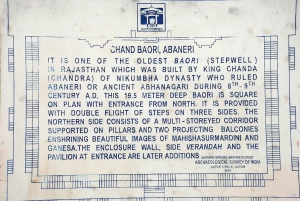 CHAND BAORI, ABANERI
IT IS ONE OF THE OLDEST BAORI (STEPWELL)
IN RAJASTHAN WHICH WAS BUILT BY KING CHANDA
(CHANDRA) OF NIKUMBHA DYNASTY WHO RULED
ABANERI OR ANCIENT ABHANAGARI DURING 8TH-9TH
CENTURY A.D. THIS 19.5 METER DEEP BAORI IS SQUARE
ON PLAN WITH ENTRANCE FROM NORTH. IT IS PROVIDED
WITH DOUBLE FLIGHT OF STEPS ON THREE SIDES. THE
NORTHERN SIDE CONSISTS OF A MULTI-STOREYED CORRIDOR
SUPPORTED ON PILLARS AND TWO PROJECTING BALCONIES
ENSHRINING BEAUTIFUL IMAGES OF MAHISHASURMARDINI AND
GANESA.THE ENCLOSURE WALL, SIDE VERANDAH AND
THE PAVILION AT ENTRANCE ARE LATER ADDITIONS
ARCHAEOLOGICAL SURVEY OF INDIA